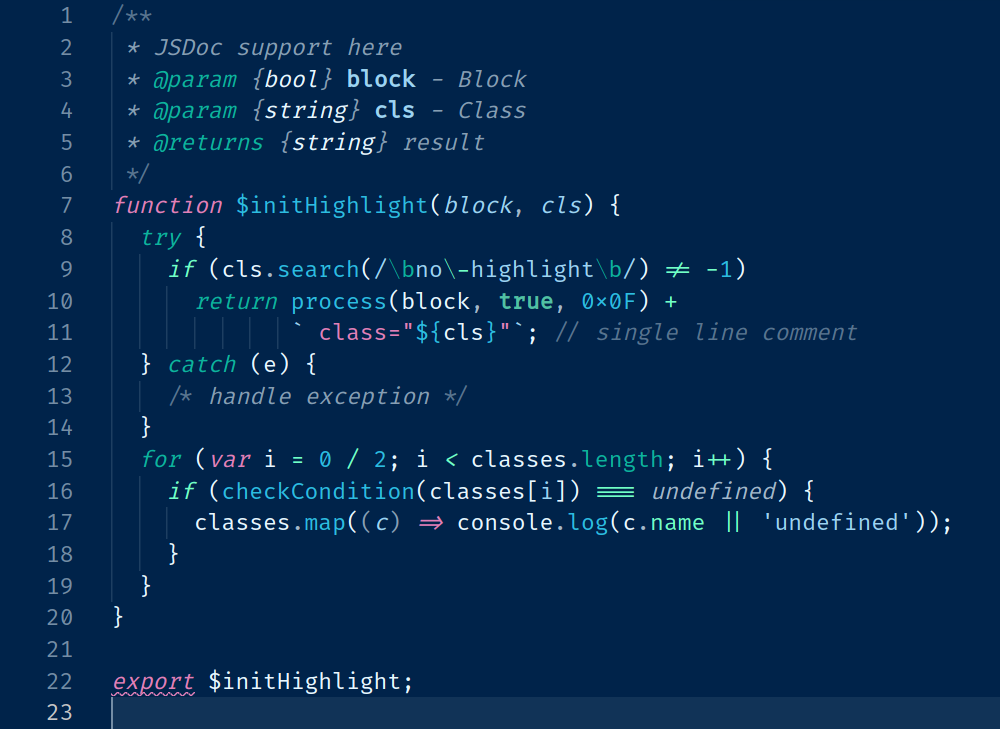 1 /**
2  * JSDoc support here
3  * @param {bool} block - Block
4  * @param {string} cls - Class
5  * @returns {string} result
6  */
7 function $initHighlight(block, cls) {
8   try {
9     if (cls.search(/\bno\-highlight\b/) != -1)
10       return process(block, true, 0x0F) +
11              ` class="${cls}"`; // single line comment
12   } catch (e) {
13     /* handle exception */
14   }
15   for (var i = 0 / 2; i < classes.length; i++) {
16     if (checkCondition(classes[i]) === undefined) {
17       classes.map((c) => console.log(c.name || 'undefined'));
18     }
19   }
20 }
21
22 export $initHighlight;
23